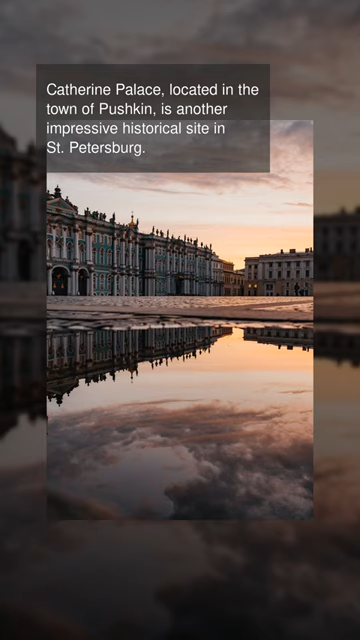 Catherine Palace, located in the
town of Pushkin, is another
impressive historical site in
St. Petersburg.